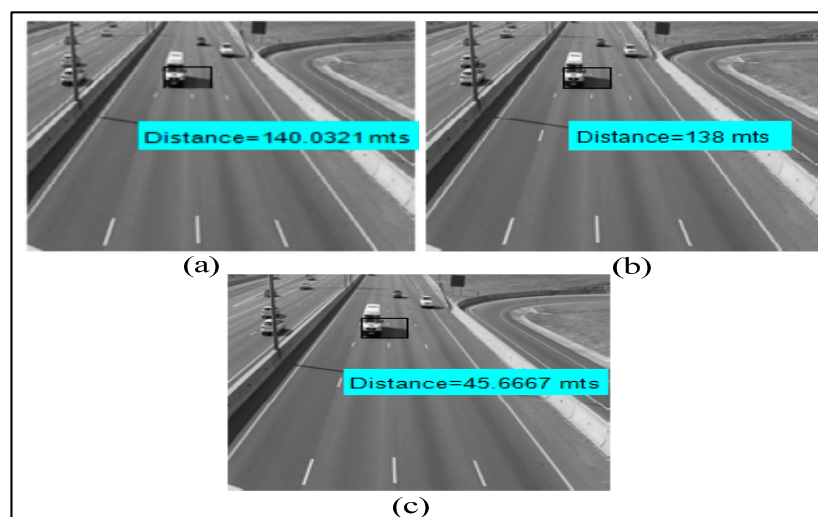 Distance=140.0321 mts
Distance=138 mts
(a)
(b)
Distance=45.6667 mts
(c)